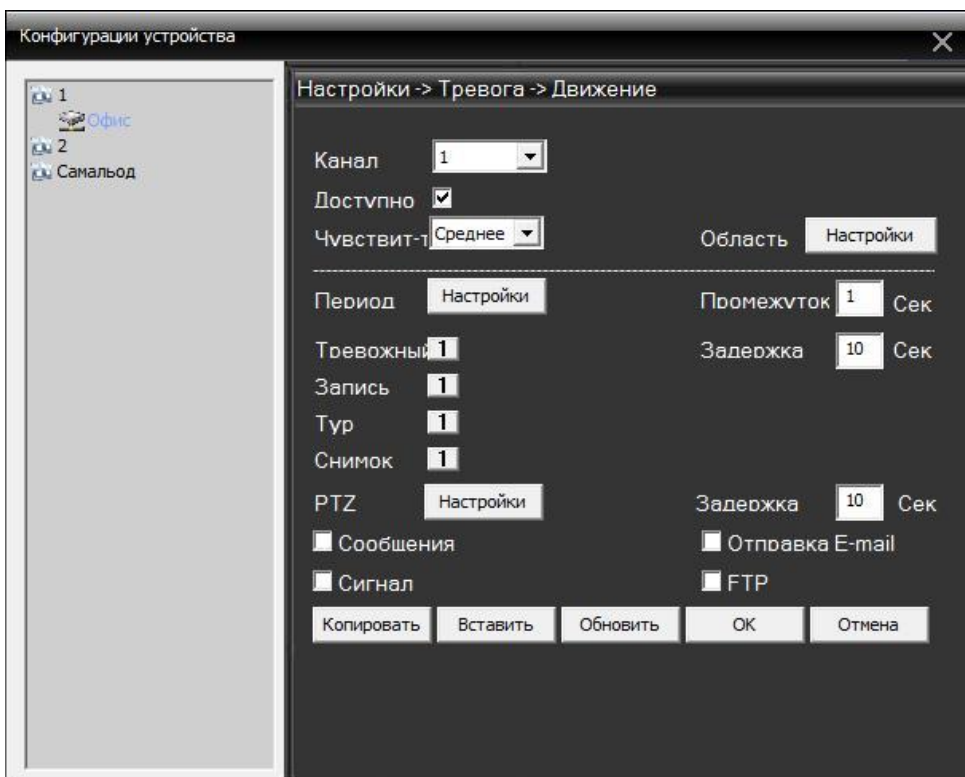 Конфигурации устройства
1
Офис
2
Самальод
Настройки -> Тревога -> Движение
Канал 1
Доступно
Чувствит-т Среднее Область Настройки
Период Настройки Промежуток 1 Сек
Тревожный 1 Задержка 10 Сек
Запись 1
Тур 1
Снимок 1
PTZ Настройки Задержка 10 Сек
Сообщения Отправка E-mail
Сигнал FTP
Копировать Вставить Обновить OK Отмена